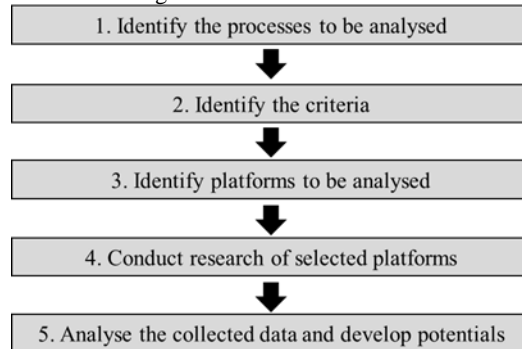 1. Identify the processes to be analysed
2. Identify the criteria
3. Identify platforms to be analysed
4. Conduct research of selected platforms
5. Analyse the collected data and develop potentials